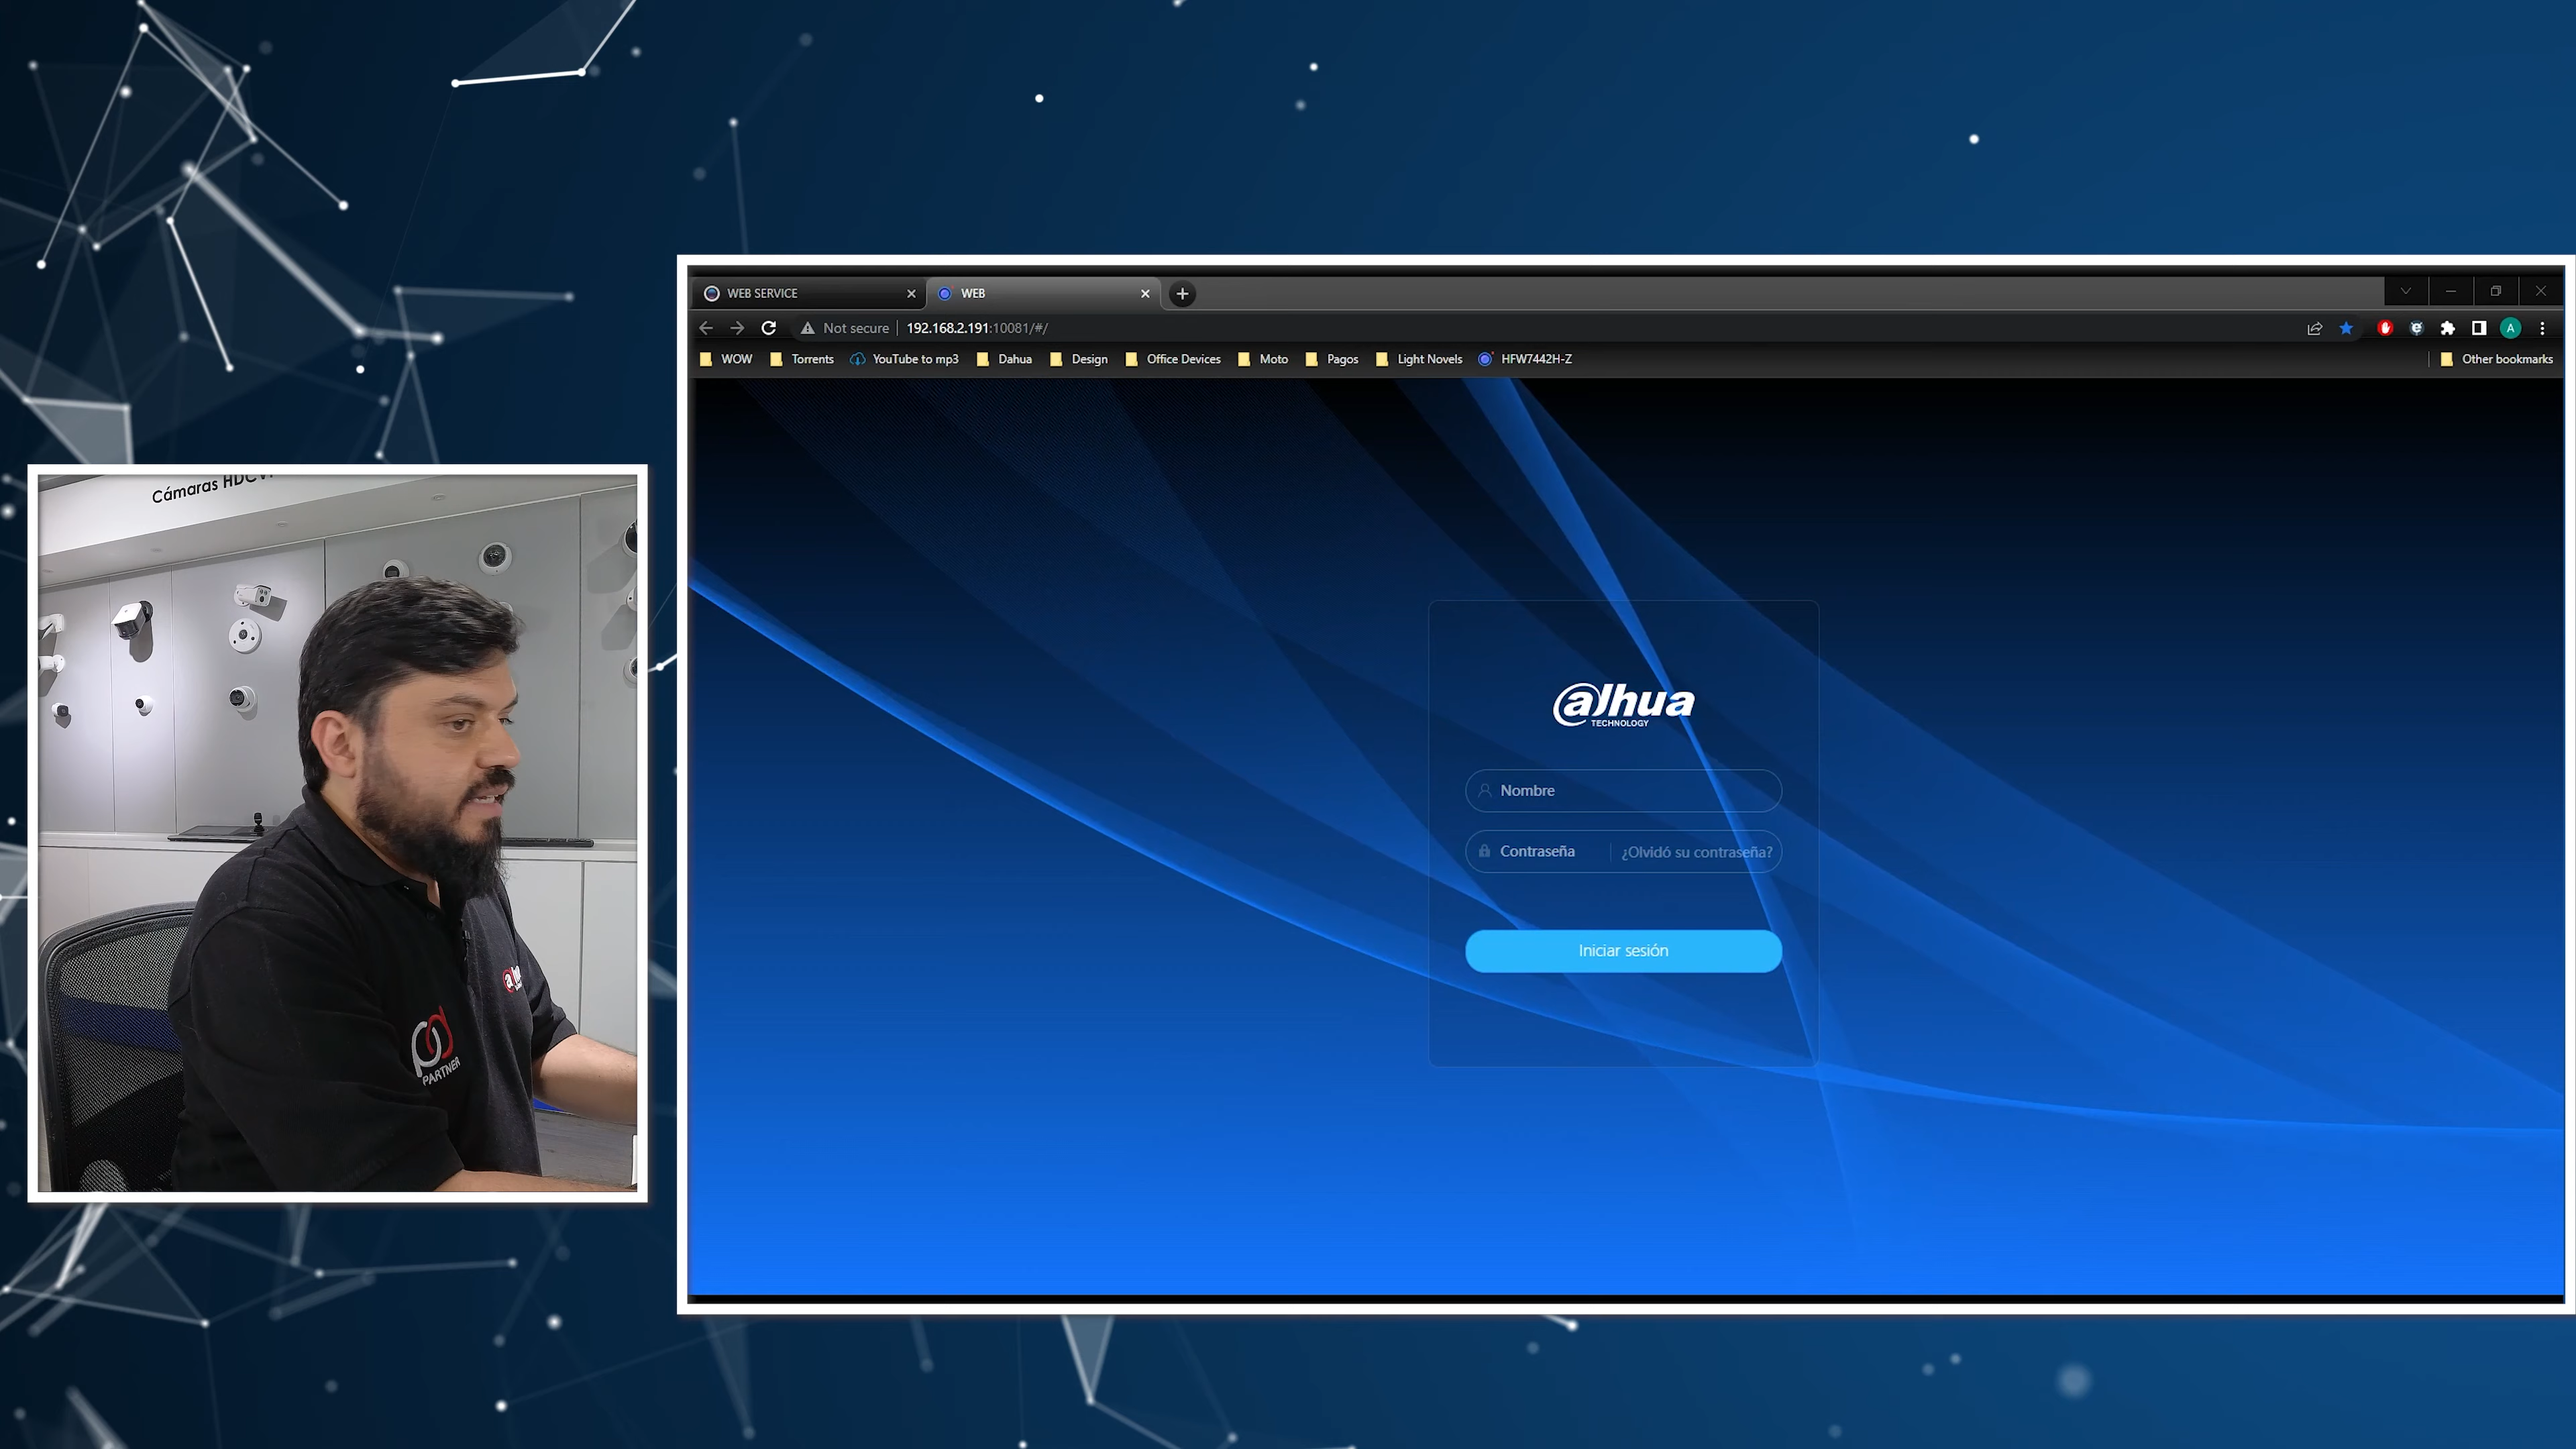 WEB SERVICE
WEB
Not secure
192.168.2.191:10081/#/
WOW
Torrents
YouTube to mp3
Dahua
Design
Office Devices
Moto
Pagos
Light Novels
HFW7442H-Z
Other bookmarks
A
Cámaras
PARTNER
alhua
TECHNOLOGY
Nombre
Contraseña
¿Olvidó su contraseña?
Iniciar sesión